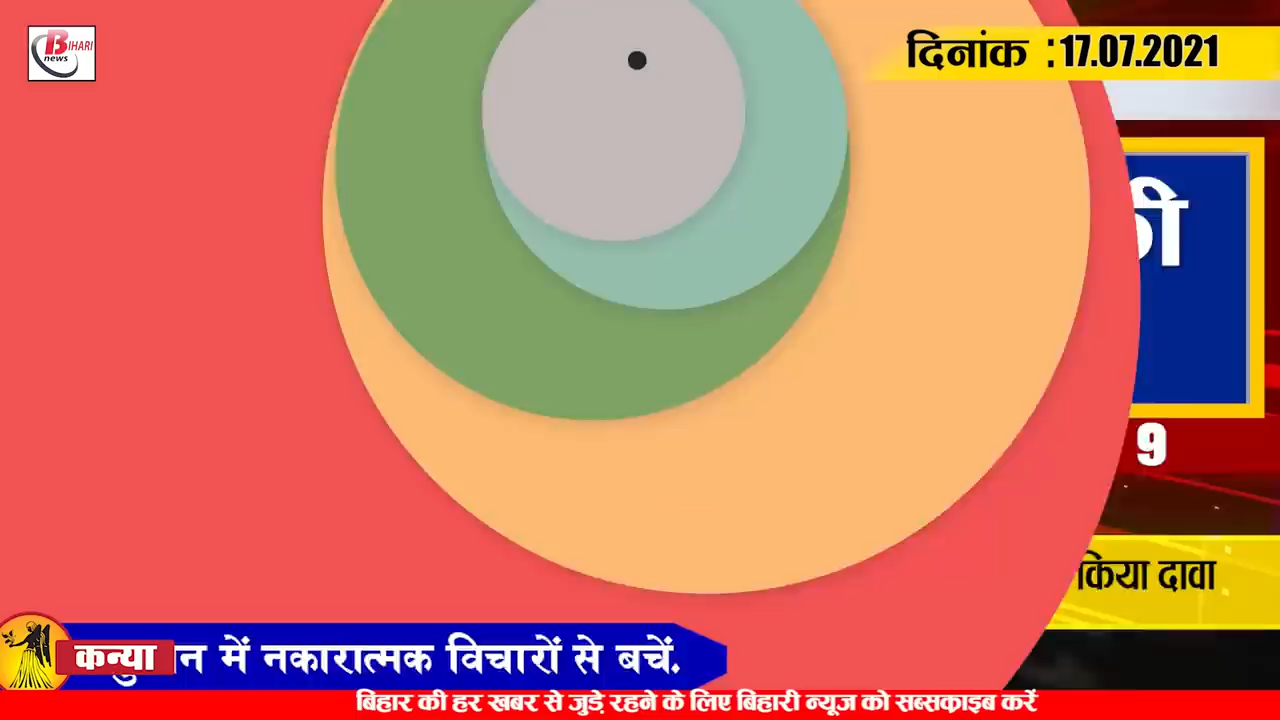 BIHARI
news
दिनांक : 17.07.2021
की
9
किया दावा
कन्या
न में नकारात्मक विचारों से बचें.
बिहार की हर खबर से जुड़े रहने के लिए बिहारी न्यूज को सब्सक्राइब करें